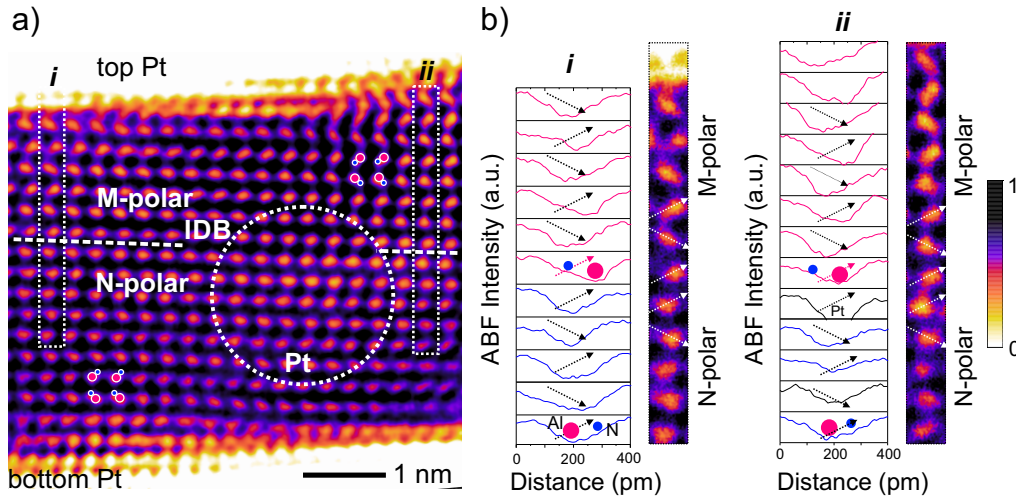 a)
i
top Pt
ii
M-polar
IDB
N-polar
Pt
bottom Pt
1 nm
b)
i
ii
ABF Intensity (a.u.)
Al
N
0
200
400
Distance (pm)
M-polar
N-polar
ABF Intensity (a.u.)
Pt
0
200
400
Distance (pm)
M-polar
N-polar
1
0